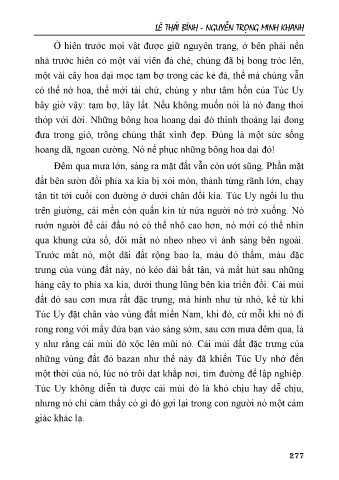 LÊ THÁI BÌNH - NGUYỄN TRỌNG MINH KHANH
Ở hiên trước mọi vật được giữ nguyên trạng, ở bên phải nền
nhà trước hiên có một vài viên đá chẻ, chúng đã bị bong tróc lên,
một vài cây hoa dại mọc tạm bợ trong các kẽ đá, thế mà chúng vẫn
có thể nở hoa, thế mới tài chứ, chúng y như tâm hồn của Túc Uy
bây giờ vậy: tạm bợ, lây lất. Nếu không muốn nói là nó đang thoi
thóp với đời. Những bông hoa hoang dại đó thỉnh thoảng lại đong
đưa trong gió, trông chúng thật xinh đẹp. Đúng là một sức sống
hoang dã, ngoan cường. Nó nể phục những bông hoa dại đó!
Đêm qua mưa lớn, sáng ra mặt đất vẫn còn ướt sũng. Phần mặt
đất bên sườn đồi phía xa kia bị xói mòn, thành từng rãnh lớn, chạy
tận tít tới cuối con đường ở dưới chân đồi kia. Túc Uy ngồi lu thu
trên giường, cái mền còn quấn kín từ nửa người nó trở xuống. Nó
rướn người để cái đầu nó có thể nhô cao hơn, nó mới có thể nhìn
qua khung cửa sổ, đôi mắt nó nheo nheo vì ánh sáng bên ngoài.
Trước mắt nó, một dãi đất rộng bao la, màu đỏ thẫm, màu đặc
trưng của vùng đất này, nó kéo dài bất tận, và mất hút sau những
hàng cây to phía xa kia, dưới thung lũng bên kia triền đồi. Cái mùi
đất đỏ sau cơn mưa rất đặc trưng, mà hình như từ nhỏ, kể từ khi
Túc Uy đặt chân vào vùng đất miền Nam, khi đó, cứ mỗi khi nó đi
rong rong với mấy đứa bạn vào sáng sớm, sau cơn mưa đêm qua, là
y như rằng cái mùi đó xộc lên mũi nó. Cái mùi đất đặc trưng của
những vùng đất đỏ bazan như thế này đã khiến Túc Uy nhớ đến
một thời của nó, lúc nó trôi dạt khắp nơi, tìm đường để lập nghiệp.
Túc Uy không diễn tả được cái mùi đó là khó chịu hay dễ chịu,
nhưng nó chỉ cảm thấy có gì đó gợi lại trong con người nó một cảm
giác khác lạ.
277